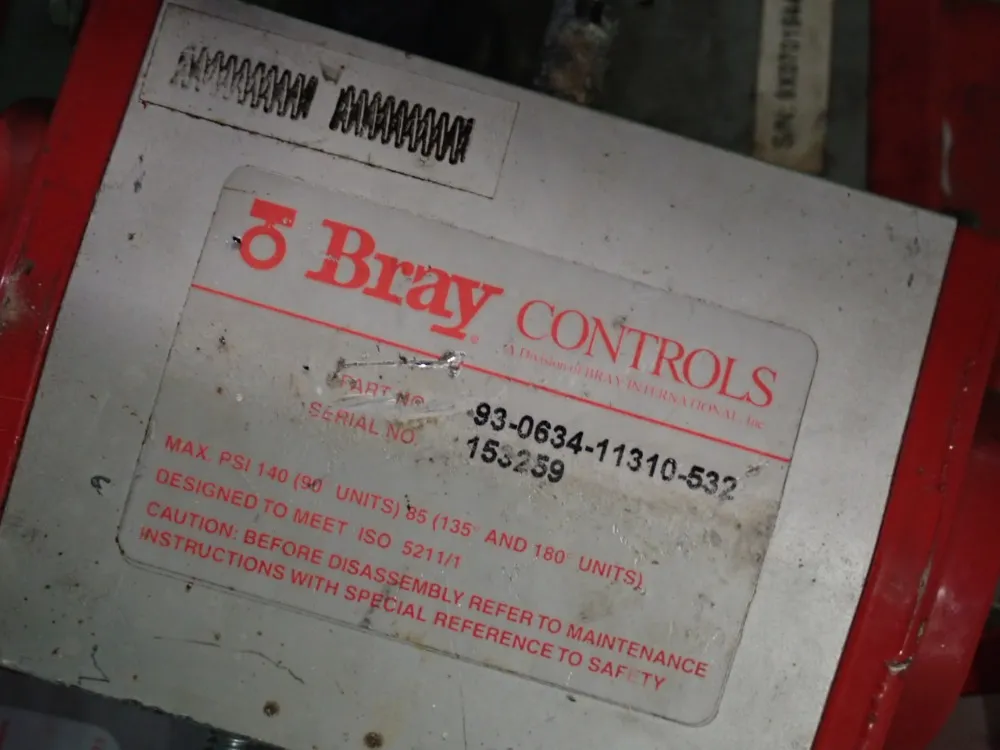 S/N: 
Bray CONTROLS
A Division of BRAY INTERNATIONAL, Inc.
PART NO. 93-0634-11310-532
SERIAL NO. 153259
MAX. PSI 140 (90° UNITS) 85 (135° AND 180° UNITS)
DESIGNED TO MEET ISO 5211/1
CAUTION: BEFORE DISASSEMBLY REFER TO MAINTENANCE
INSTRUCTIONS WITH SPECIAL REFERENCE TO SAFETY